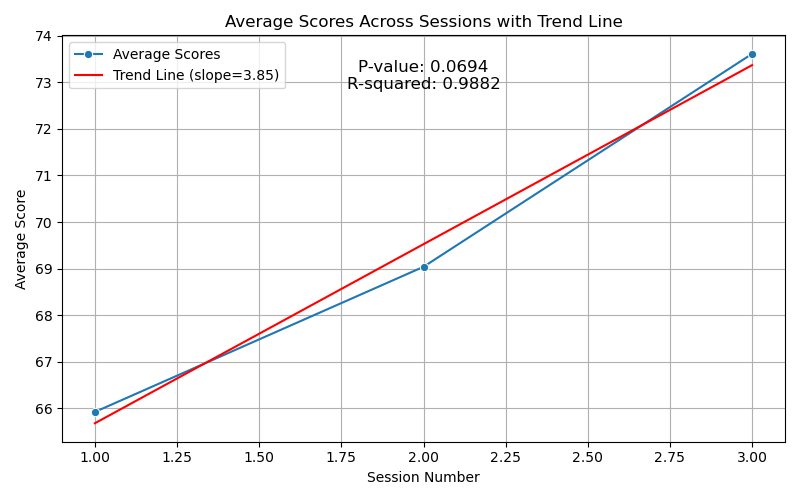 Average Scores Across Sessions with Trend Line
Average Scores
Trend Line (slope=3.85)
P-value: 0.0694
R-squared: 0.9882
74
73
72
71
70
69
68
67
66
Average Score
1.00 1.25 1.50 1.75 2.00 2.25 2.50 2.75 3.00
Session Number